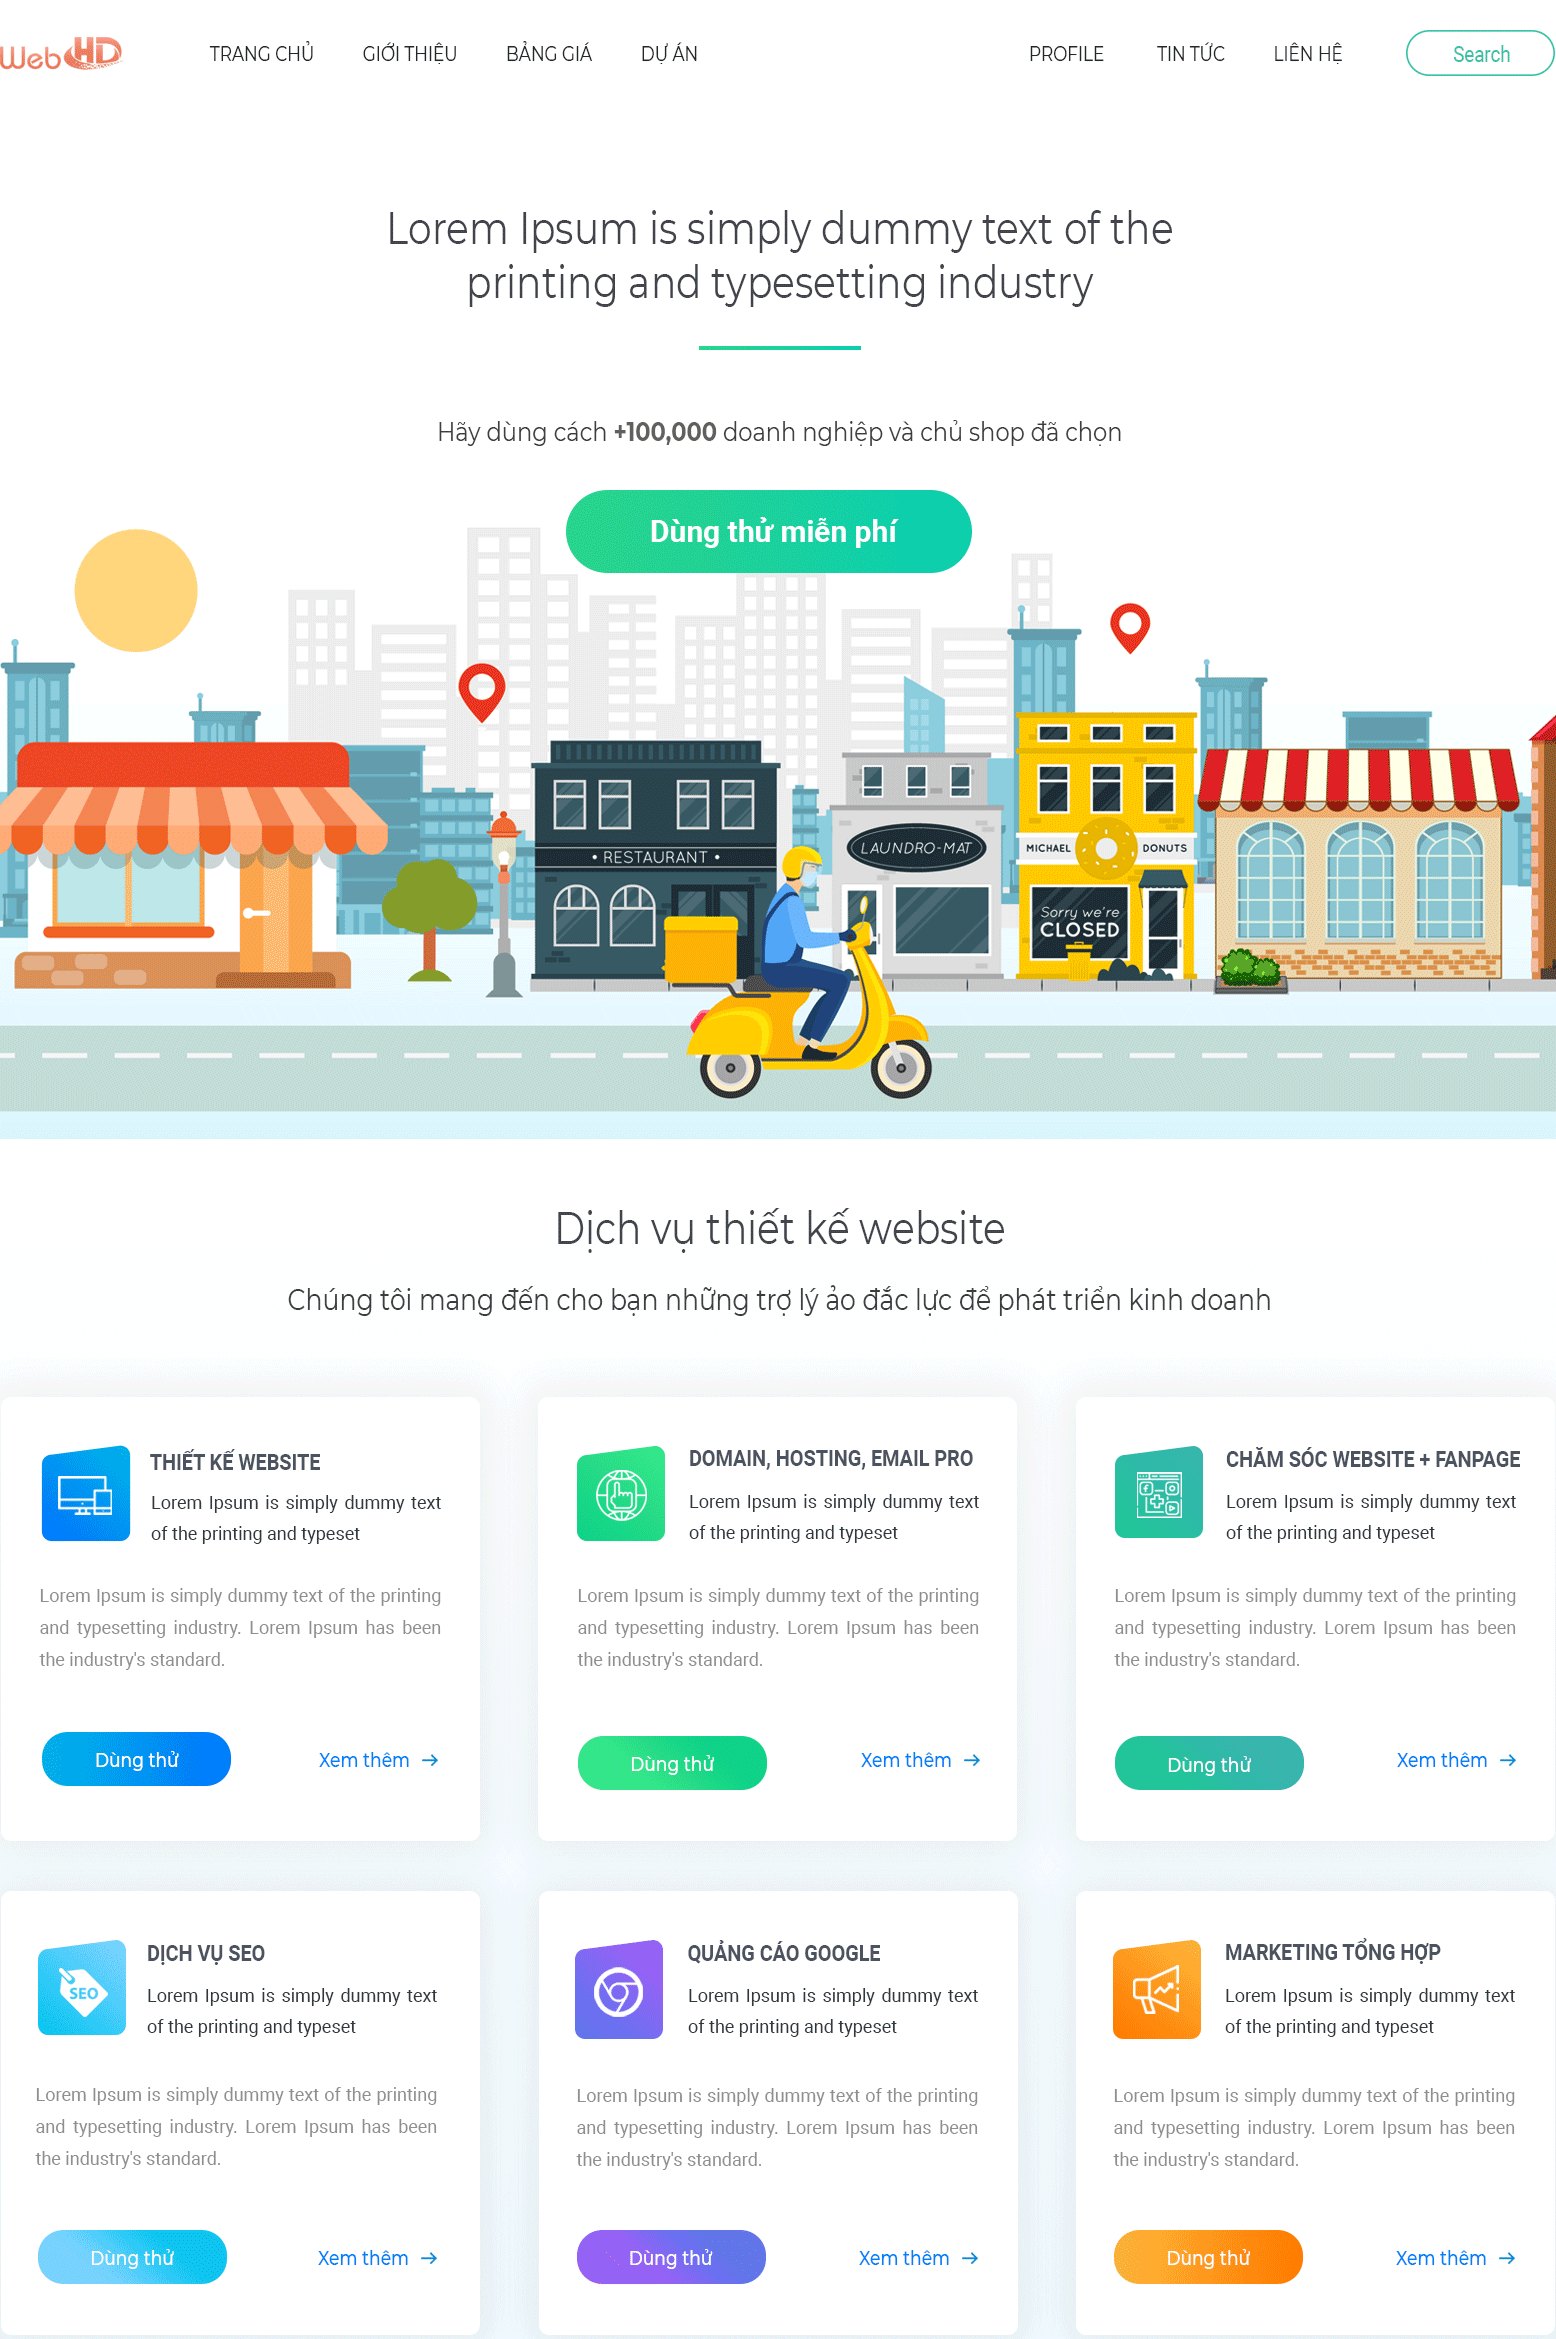 WebHD
TRANG CHỦ GIỚI THIỆU BẢNG GIÁ DỰ ÁN PROFILE TIN TỨC LIÊN HỆ Search
Lorem Ipsum is simply dummy text of the
printing and typesetting industry
Hãy dùng cách +100,000 doanh nghiệp và chủ shop đã chọn
Dùng thử miễn phí
• RESTAURANT •
LAUNDRO-MAT
MICHAEL DONUTS
Sorry we're
CLOSED
Dịch vụ thiết kế website
Chúng tôi mang đến cho bạn những trợ lý ảo đắc lực để phát triển kinh doanh
THIẾT KẾ WEBSITE
Lorem Ipsum is simply dummy text
of the printing and typeset
Lorem Ipsum is simply dummy text of the printing
and typesetting industry. Lorem Ipsum has been
the industry's standard.
Dùng thử Xem thêm →
DOMAIN, HOSTING, EMAIL PRO
Lorem Ipsum is simply dummy text
of the printing and typeset
Lorem Ipsum is simply dummy text of the printing
and typesetting industry. Lorem Ipsum has been
the industry's standard.
Dùng thử Xem thêm →
CHĂM SÓC WEBSITE + FANPAGE
Lorem Ipsum is simply dummy text
of the printing and typeset
Lorem Ipsum is simply dummy text of the printing
and typesetting industry. Lorem Ipsum has been
the industry's standard.
Dùng thử Xem thêm →
SEO
DỊCH VỤ SEO
Lorem Ipsum is simply dummy text
of the printing and typeset
Lorem Ipsum is simply dummy text of the printing
and typesetting industry. Lorem Ipsum has been
the industry's standard.
Dùng thử Xem thêm →
QUẢNG CÁO GOOGLE
Lorem Ipsum is simply dummy text
of the printing and typeset
Lorem Ipsum is simply dummy text of the printing
and typesetting industry. Lorem Ipsum has been
the industry's standard.
Dùng thử Xem thêm →
MARKETING TỔNG HỢP
Lorem Ipsum is simply dummy text
of the printing and typeset
Lorem Ipsum is simply dummy text of the printing
and typesetting industry. Lorem Ipsum has been
the industry's standard.
Dùng thử Xem thêm →